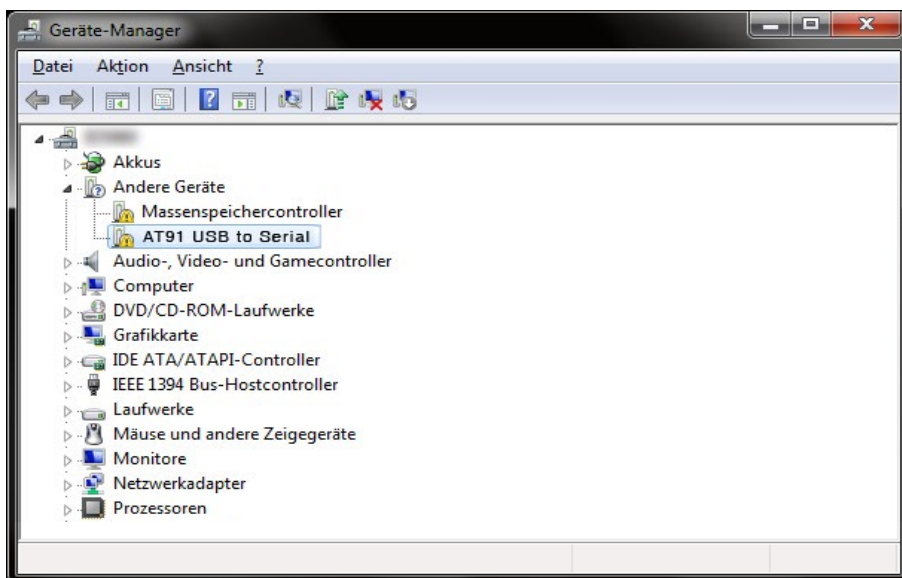 Geräte-Manager
Datei Aktion Ansicht ?
Akkus
Andere Geräte
Massenspeichercontroller
AT91 USB to Serial
Audio-, Video- und Gamecontroller
Computer
DVD/CD-ROM-Laufwerke
Grafikkarte
IDE ATA/ATAPI-Controller
IEEE 1394 Bus-Hostcontroller
Laufwerke
Mäuse und andere Zeigegeräte
Monitore
Netzwerkadapter
Prozessoren